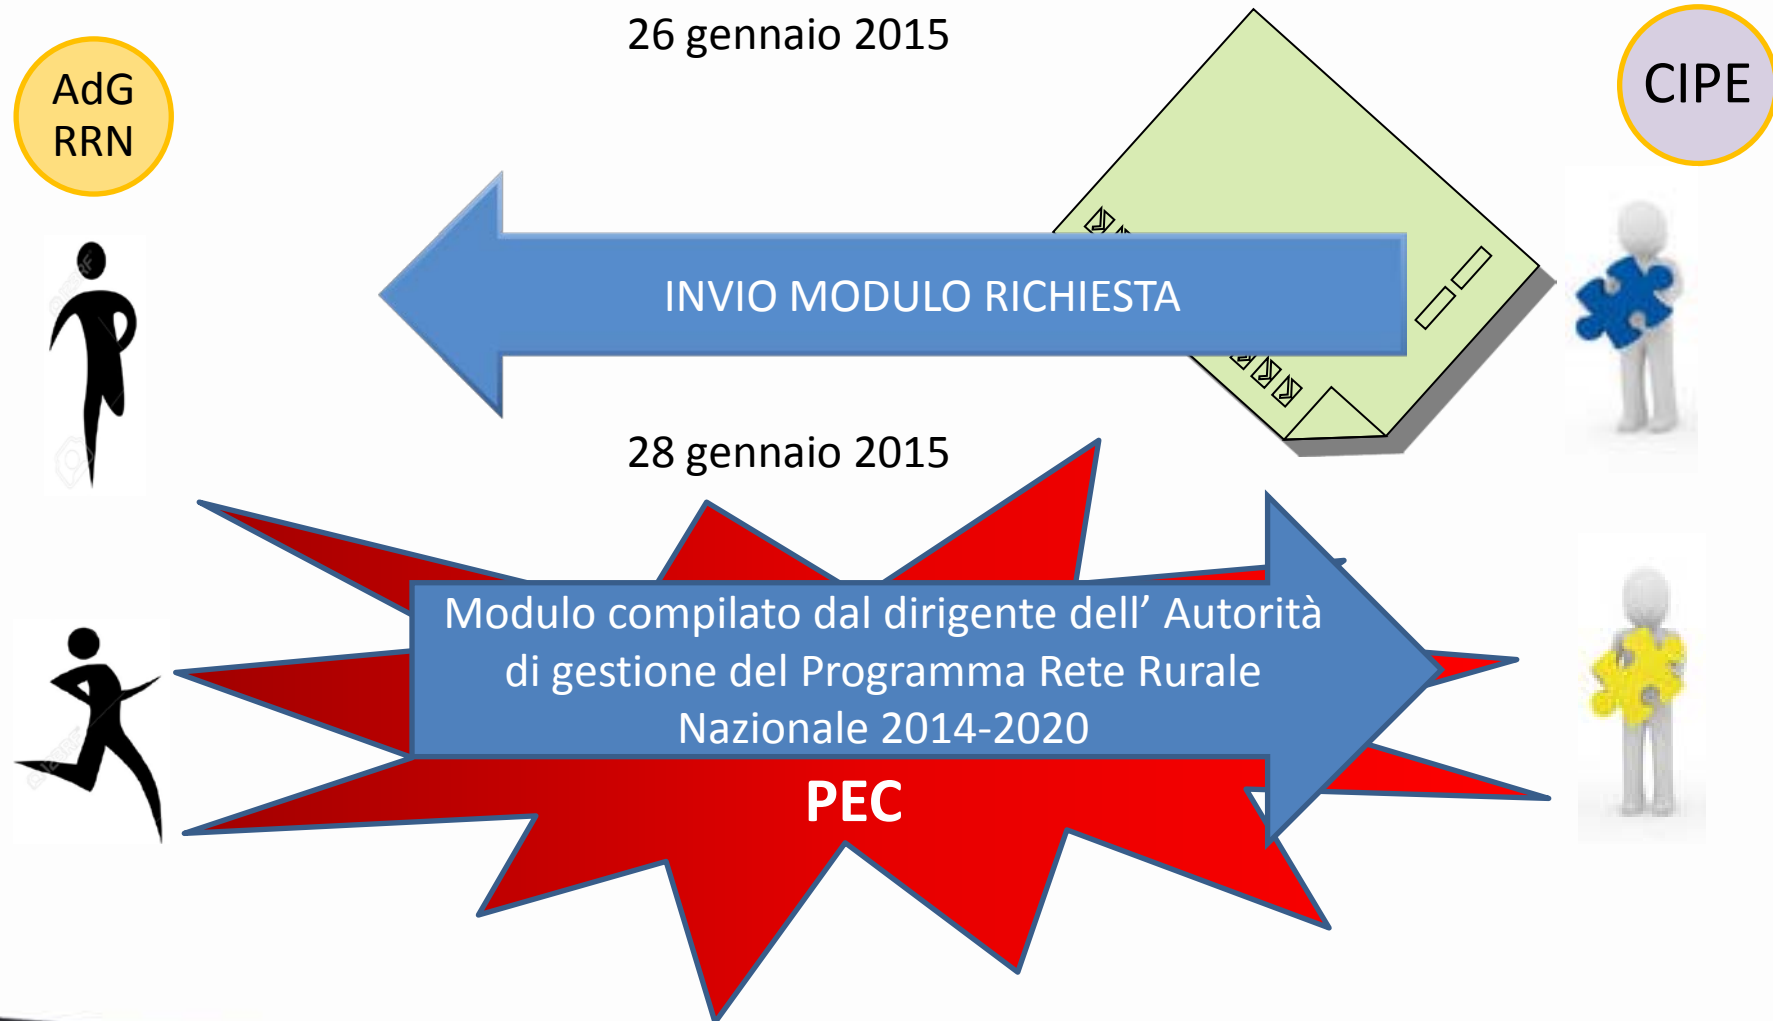 26 gennaio 2015
AdG
RRN
CIPE
INVIO MODULO RICHIESTA
28 gennaio 2015
Modulo compilato dal dirigente dell’ Autorità
di gestione del Programma Rete Rurale
Nazionale 2014-2020
PEC